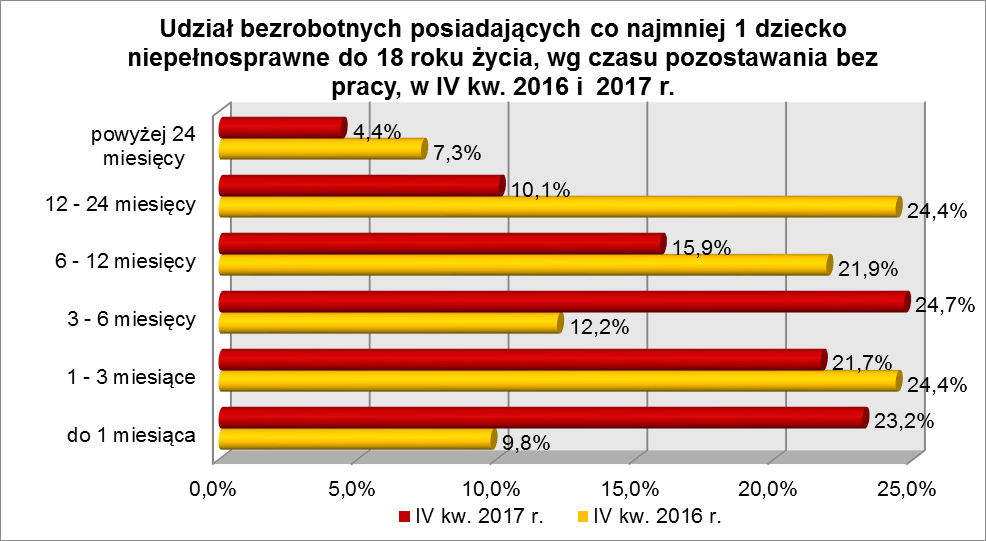 Udział bezrobotnych posiadających co najmniej 1 dziecko
niepełnosprawne do 18 roku życia, wg czasu pozostawania bez
pracy, w IV kw. 2016 i 2017 r.
powyżej 24
miesięcy
4,4%
7,3%
12 - 24 miesięcy
10,1%
24,4%
6 - 12 miesięcy
15,9%
21,9%
3 - 6 miesięcy
24,7%
12,2%
1 - 3 miesiące
21,7%
24,4%
do 1 miesiąca
23,2%
9,8%
0,0% 5,0% 10,0% 15,0% 20,0% 25,0%
IV kw. 2017 r. IV kw. 2016 r.